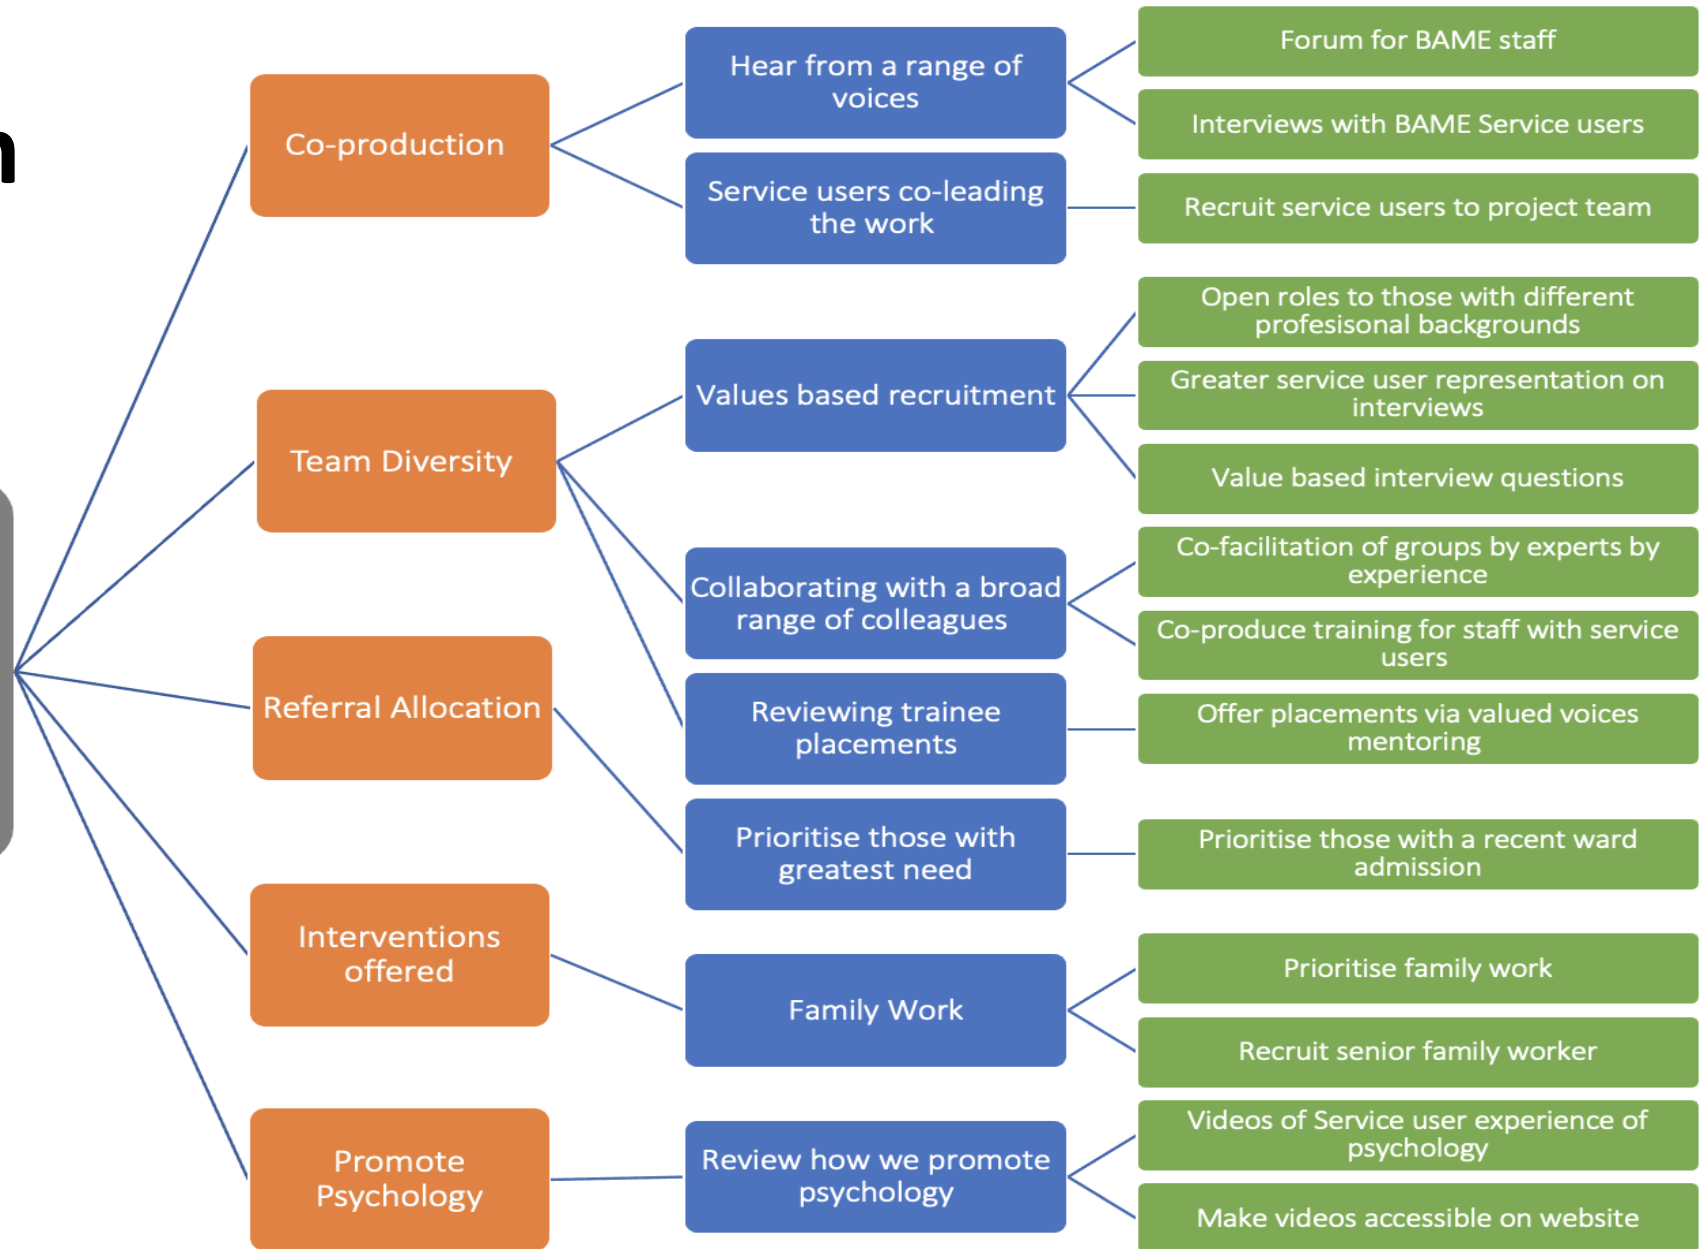 n
Co-production
Team Diversity
Referral Allocation
Interventions
offered
Promote
Psychology
Hear from a range of
voices
Service users co-leading
the work
Values based recruitment
Collaborating with a broad
range of colleagues
Reviewing trainee
placements
Prioritise those with
greatest need
Family Work
Review how we promote
psychology
Forum for BAME staff
Interviews with BAME Service users
Recruit service users to project team
Open roles to those with different
profesisonal backgrounds
Greater service user representation on
interviews
Value based interview questions
Co-facilitation of groups by experts by
experience
Co-produce training for staff with service
users
Offer placements via valued voices
mentoring
Prioritise those with a recent ward
admission
Prioritise family work
Recruit senior family worker
Videos of Service user experience of
psychology
Make videos accessible on website